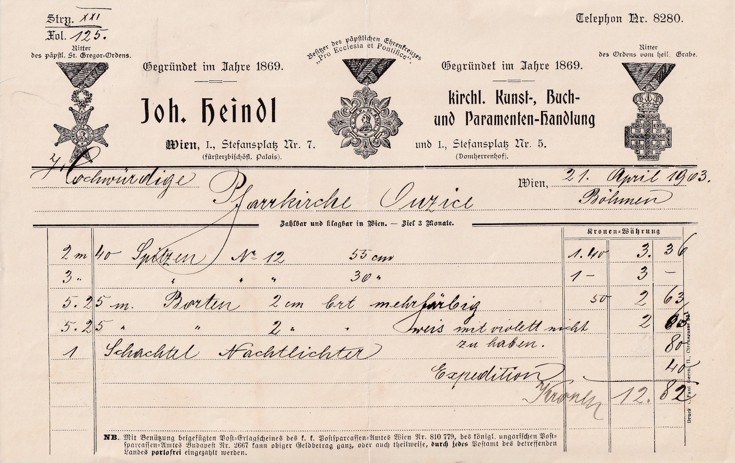 Strz. XXI
Fol. 125.
Telephon Nr. 8280.
Ritter
des päpstl. St. Gregor-Ordens.
Besitzer des päpstlichen Ehrenkreuzes
„Pro Ecclesia et Pontifice".
Ritter
des Ordens vom heil. Grabe.
Gegründet im Jahre 1869.
Gegründet im Jahre 1869.
Joh. Heindl
kirchl. Kunst-, Buch-
und Paramenten-Handlung
Wien, I., Stefansplatz Nr. 7.
(fürsterzbischöfl. Palais).
und I., Stefansplatz Nr. 5.
(Domherrenhof).
Hochwürdige Pfarrkirche Ouzice
Wien, 21. April 1903.
Böhmen
Zahlbar und klagbar in Wien. — Ziel 3 Monate.
Kronen-Währung
2 m 40 Spitzen No 12 55 cm 1.40 3. 36
3 „ „ „ „ 30 „ 1 — 3 —
5.25 m. Borten 2 cm brt mehrfärbig 50 2 63
5.25 „ „ 2 „ „ weis mit violett nicht 2
zu haben.
1 Schachtel Nachtlichter 80
Expedition 40
Kronen 12. 82
NB. Mit Benützung beigefügten Post-Erlagscheines des k. k. Postsparcassen-Amtes Wien Nr. 810 779, des königl. ungarischen Post-
sparcassen-Amtes Budapest Nr. 2667 kann obiger Geldbetrag ganz, oder auch theilweise, durch jedes Postamt des betreffenden
Landes portofrei eingezahlt werden.